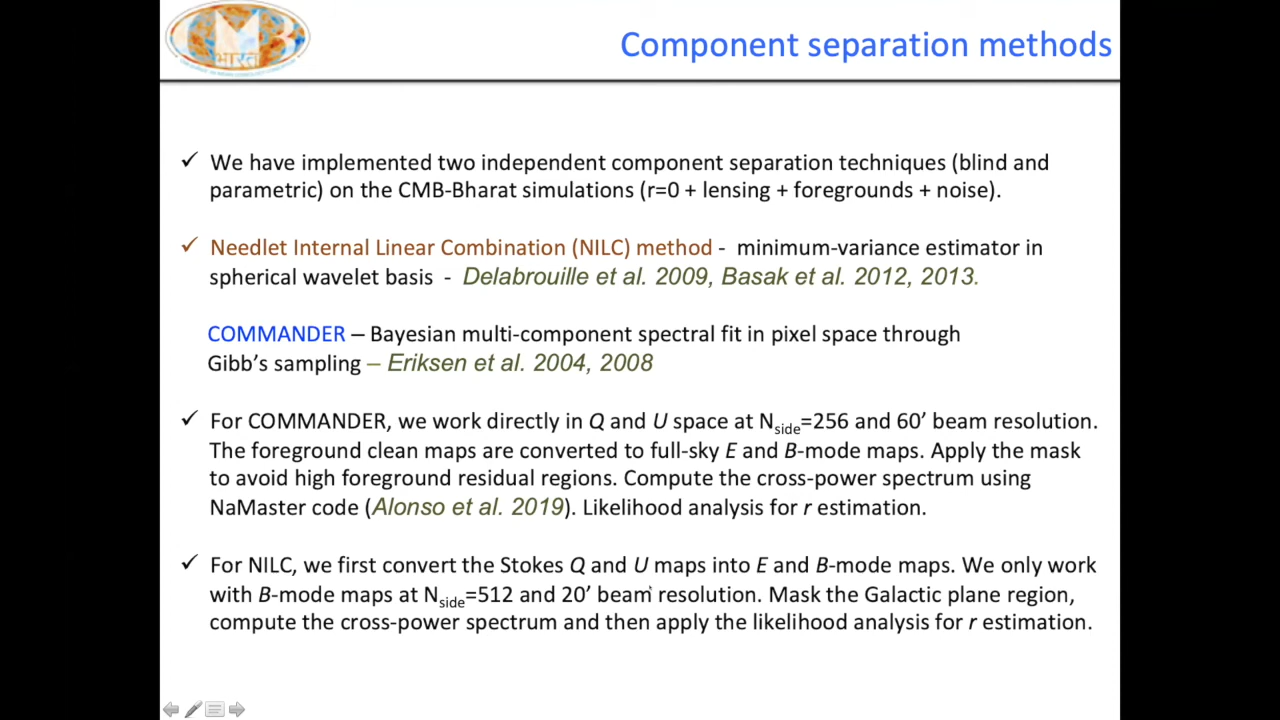 CMB
भारत
Component separation methods
✓ We have implemented two independent component separation techniques (blind and
parametric) on the CMB-Bharat simulations (r=0 + lensing + foregrounds + noise).
✓ Needlet Internal Linear Combination (NILC) method - minimum-variance estimator in
spherical wavelet basis - Delabrouille et al. 2009, Basak et al. 2012, 2013.
COMMANDER – Bayesian multi-component spectral fit in pixel space through
Gibb's sampling – Eriksen et al. 2004, 2008
✓ For COMMANDER, we work directly in Q and U space at Nside=256 and 60’ beam resolution.
The foreground clean maps are converted to full-sky E and B-mode maps. Apply the mask
to avoid high foreground residual regions. Compute the cross-power spectrum using
NaMaster code (Alonso et al. 2019). Likelihood analysis for r estimation.
✓ For NILC, we first convert the Stokes Q and U maps into E and B-mode maps. We only work
with B-mode maps at Nside=512 and 20’ beam resolution. Mask the Galactic plane region,
compute the cross-power spectrum and then apply the likelihood analysis for r estimation.